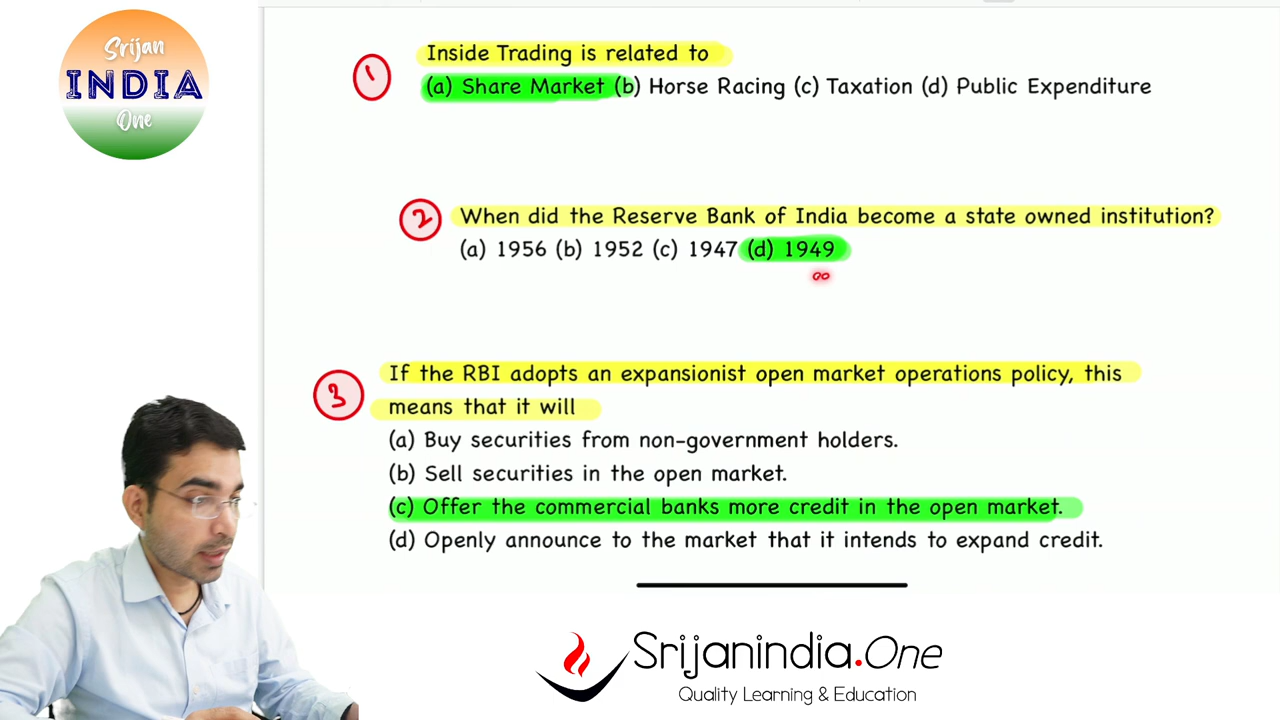 Srijan
INDIA
One
1
Inside Trading is related to
(a) Share Market (b) Horse Racing (c) Taxation (d) Public Expenditure
2
When did the Reserve Bank of India become a state owned institution?
(a) 1956 (b) 1952 (c) 1947 (d) 1949
3
If the RBI adopts an expansionist open market operations policy, this
means that it will
(a) Buy securities from non-government holders.
(b) Sell securities in the open market.
(c) Offer the commercial banks more credit in the open market.
(d) Openly announce to the market that it intends to expand credit.
Srijanindia.One
Quality Learning & Education